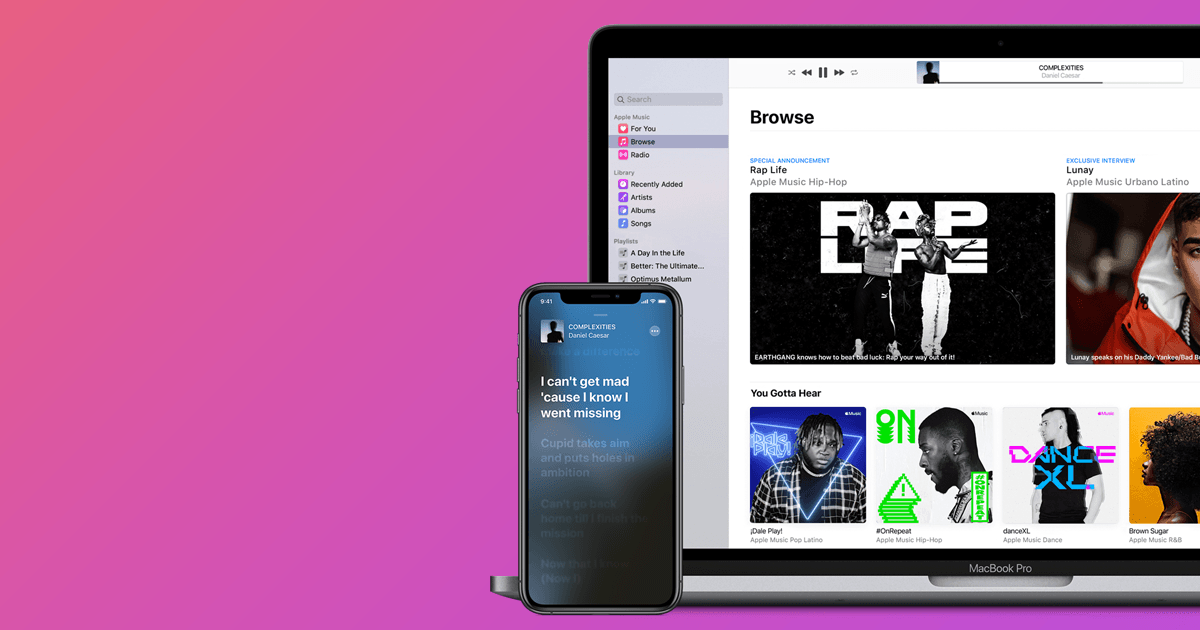 COMPLEXITIES
Daniel Caesar
Search
Apple Music
For You
Browse
Radio
Library
Recently Added
Artists
Albums
Songs
Playlists
A Day In the Life
Better: The Ultimate...
Optimus Metallum
Browse
SPECIAL ANNOUNCEMENT
Rap Life
Apple Music Hip-Hop
RAP
LIFE
EARTHGANG knows how to beat bad luck: Rap your way out of it!
EXCLUSIVE INTERVIEW
Lunay
Apple Music Urbano Latino
Lunay speaks on his Daddy Yankee/Bad B
You Gotta Hear
Music
¡Dale Play!
Apple Music Pop Latino
ON
Music
#OnRepeat
Apple Music Hip-Hop
Music
DANCE
XL
danceXL
Apple Music Dance
Brown Sugar
Apple Music R&B
MacBook Pro
9:41
COMPLEXITIES
Daniel Caesar
make a difference
I can't get mad
'cause I know I
went missing
Cupid takes aim
and puts holes in
ambition
Can't go back
home till I finish the
mission
Now that I know
(Now I)